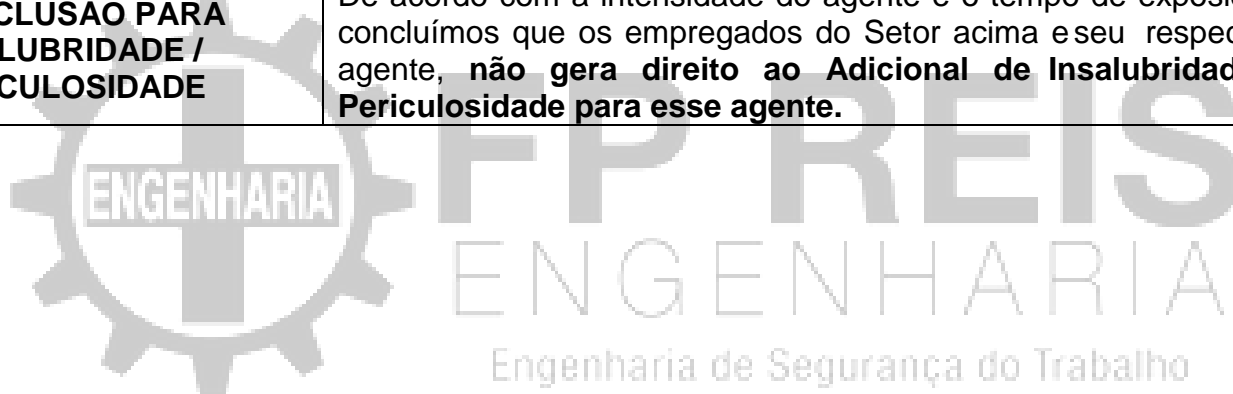 CLUSÃO PARA
LUBRIDADE /
CULOSIDADE
De acordo com a intensidade do agente e o tempo de exposi
concluímos que os empregados do Setor acima e seu respec
agente, não gera direito ao Adicional de Insalubridad
Periculosidade para esse agente.
ENGENHARIA
FP REIS
ENGENHARIA
Engenharia de Segurança do Trabalho